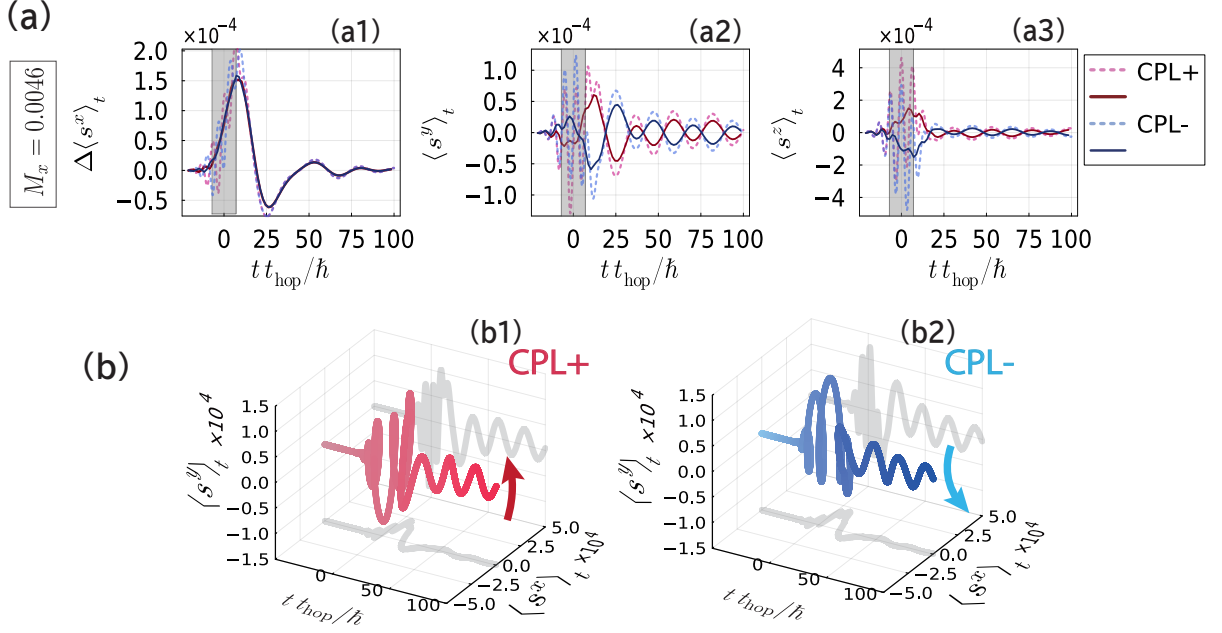 (a)
M_x = 0.0046
×10⁻⁴
(a1)
Δ⟨s^x⟩_t
2.0
1.5
1.0
0.5
0.0
−0.5
0 25 50 75 100
t t_hop/ħ
×10⁻⁴
(a2)
⟨s^y⟩_t
1.0
0.5
0.0
−0.5
−1.0
0 25 50 75 100
t t_hop/ħ
×10⁻⁴
(a3)
⟨s^z⟩_t
4
2
0
−2
−4
0 25 50 75 100
t t_hop/ħ
CPL+
CPL-
(b)
(b1)
CPL+
⟨s^y⟩_t ×10⁴
1.5
1.0
0.5
0.0
−0.5
−1.0
−1.5
0
50
100
t t_hop/ħ
5.0
2.5
0.0
−2.5
−5.0
⟨s^x⟩_t ×10⁴
(b2)
CPL-
⟨s^y⟩_t ×10⁴
1.5
1.0
0.5
0.0
−0.5
−1.0
−1.5
0
50
100
t t_hop/ħ
5.0
2.5
0.0
−2.5
−5.0
⟨s^x⟩_t ×10⁴